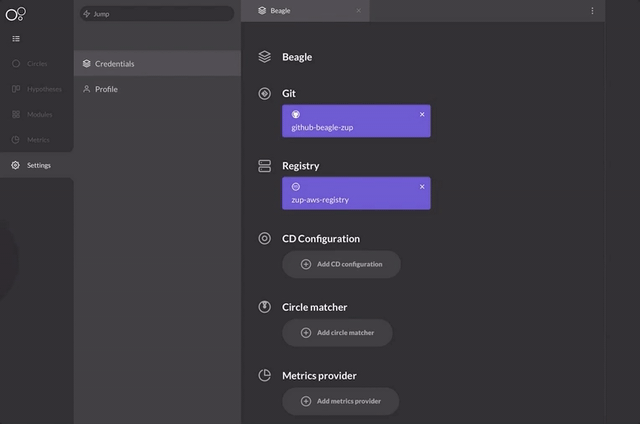 Jump
Circles
Hypotheses
Modules
Metrics
Settings
Credentials
Profile
Beagle
Beagle
Git
github-beagle-zup
Registry
zup-aws-registry
CD Configuration
Add CD configuration
Circle matcher
Add circle matcher
Metrics provider
Add metrics provider